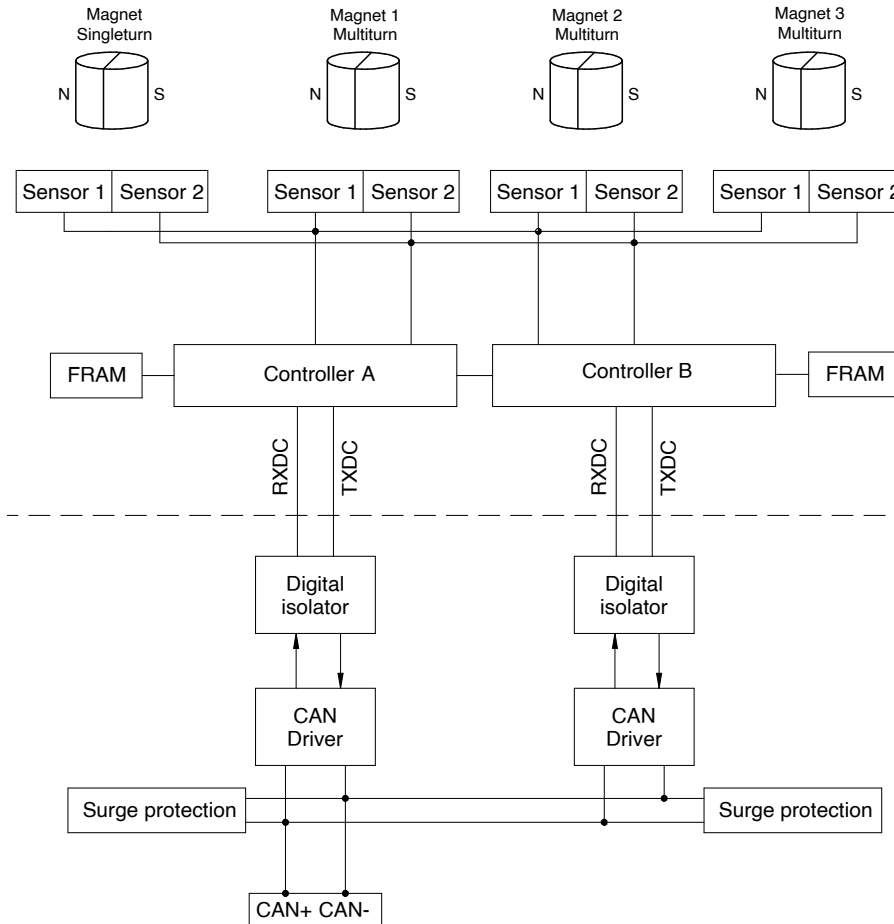 Magnet
Singleturn
Magnet 1
Multiturn
Magnet 2
Multiturn
Magnet 3
Multiturn
N S
N S
N S
N S
Sensor 1 Sensor 2
Sensor 1 Sensor 2
Sensor 1 Sensor 2
Sensor 1 Sensor 2
FRAM
Controller A
Controller B
FRAM
RXDC
TXDC
RXDC
TXDC
Digital
isolator
Digital
isolator
CAN
Driver
CAN
Driver
Surge protection
Surge protection
CAN+ CAN-